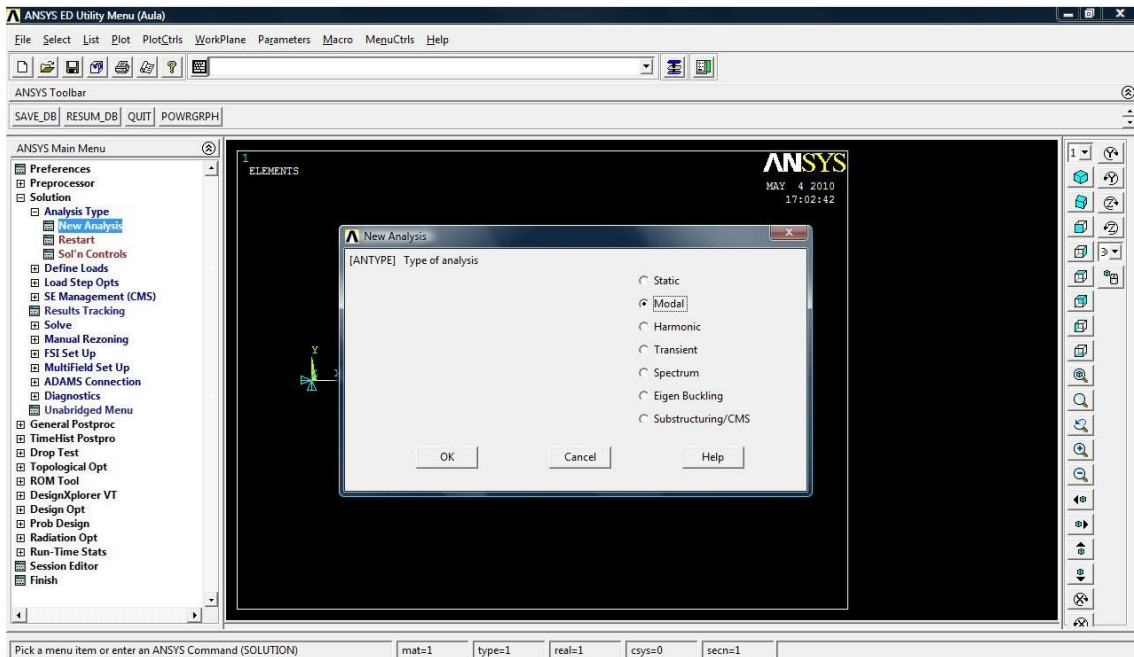 ANSYS ED Utility Menu (Aula)
File Select List Plot PlotCtrls WorkPlane Parameters Macro MenuCtrls Help
ANSYS Toolbar
SAVE_DB RESUM_DB QUIT POWRGRPH
ANSYS Main Menu
Preferences
Preprocessor
Solution
Analysis Type
New Analysis
Restart
Sol'n Controls
Define Loads
Load Step Opts
SE Management (CMS)
Results Tracking
Solve
Manual Rezoning
FSI Set Up
MultiField Set Up
ADAMS Connection
Diagnostics
Unabridged Menu
General Postproc
TimeHist Postpro
Drop Test
Topological Opt
ROM Tool
DesignXplorer VT
Design Opt
Prob Design
Radiation Opt
Run-Time Stats
Session Editor
Finish
1
ELEMENTS
ANSYS
MAY 4 2010
17:02:42
Y
X
New Analysis
[ANTYPE] Type of analysis
Static
Modal
Harmonic
Transient
Spectrum
Eigen Buckling
Substructuring/CMS
OK Cancel Help
1
3
Pick a menu item or enter an ANSYS Command (SOLUTION) mat=1 type=1 real=1 csys=0 secn=1